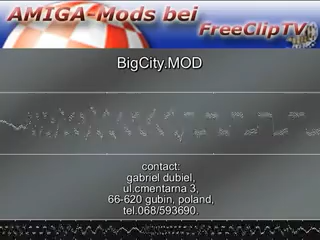 AMIGA-Mods bei
FreeClipTV
BigCity.MOD
contact:
gabriel dubiel,
ul.cmentarna 3,
66-620 gubin, poland,
tel.068/593690.